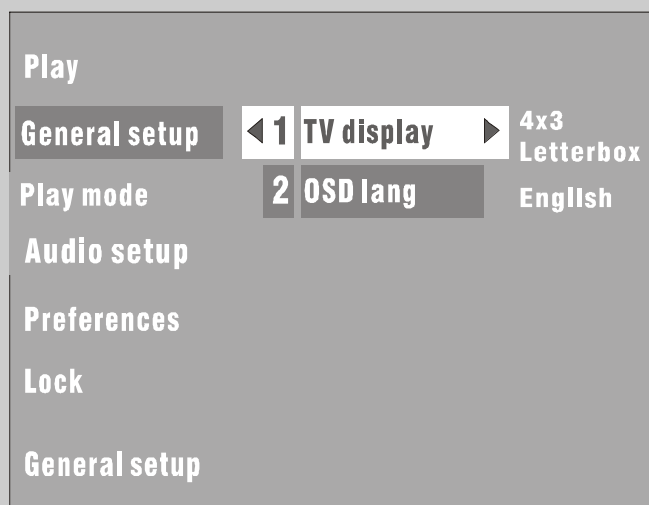 Play
General setup 1 TV display 4x3 Letterbox
Play mode 2 OSD lang EnglIsh
Audio setup
Preferences
Lock
General setup